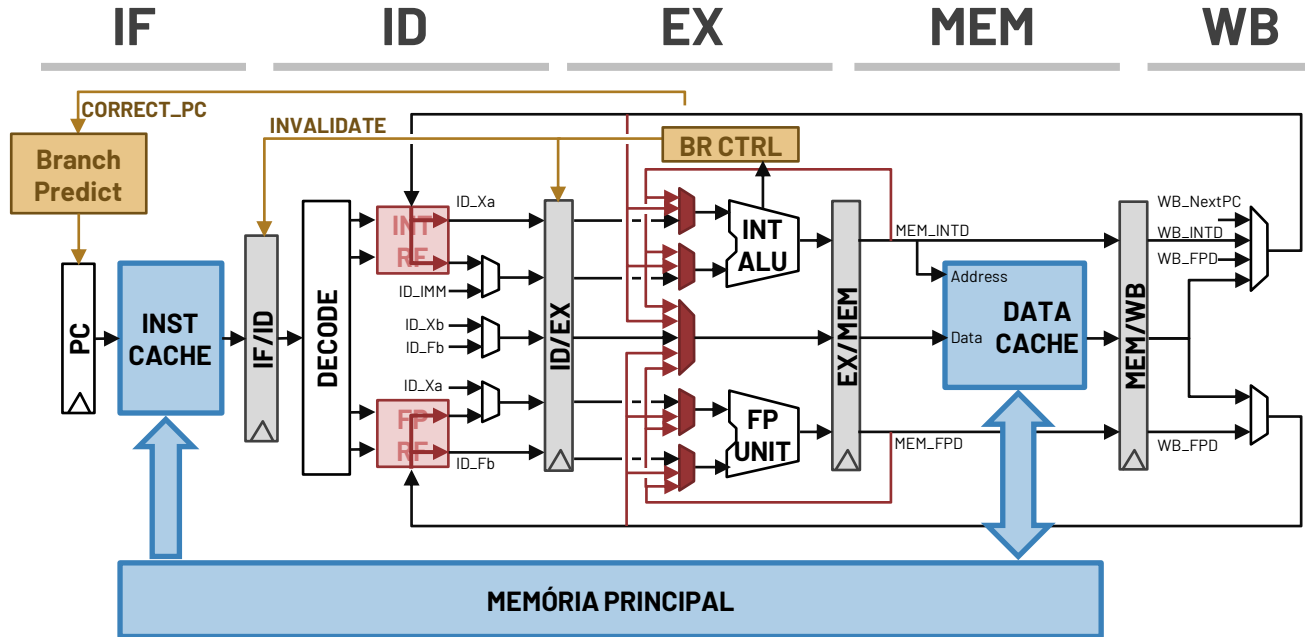 IF
ID
EX
MEM
WB
CORRECT_PC
INVALIDATE
Branch
Predict
BR CTRL
PC
INST
CACHE
IF/ID
DECODE
INT
RF
ID_Xa
ID_IMM
ID_Xb
ID_Fb
ID_Xa
FP
RF
ID_Fb
ID/EX
INT
ALU
FP
UNIT
EX/MEM
MEM_INTD
Address
Data
DATA
CACHE
MEM_FPD
MEM/WB
WB_NextPC
WB_INTD
WB_FPD
WB_FPD
MEMÓRIA PRINCIPAL